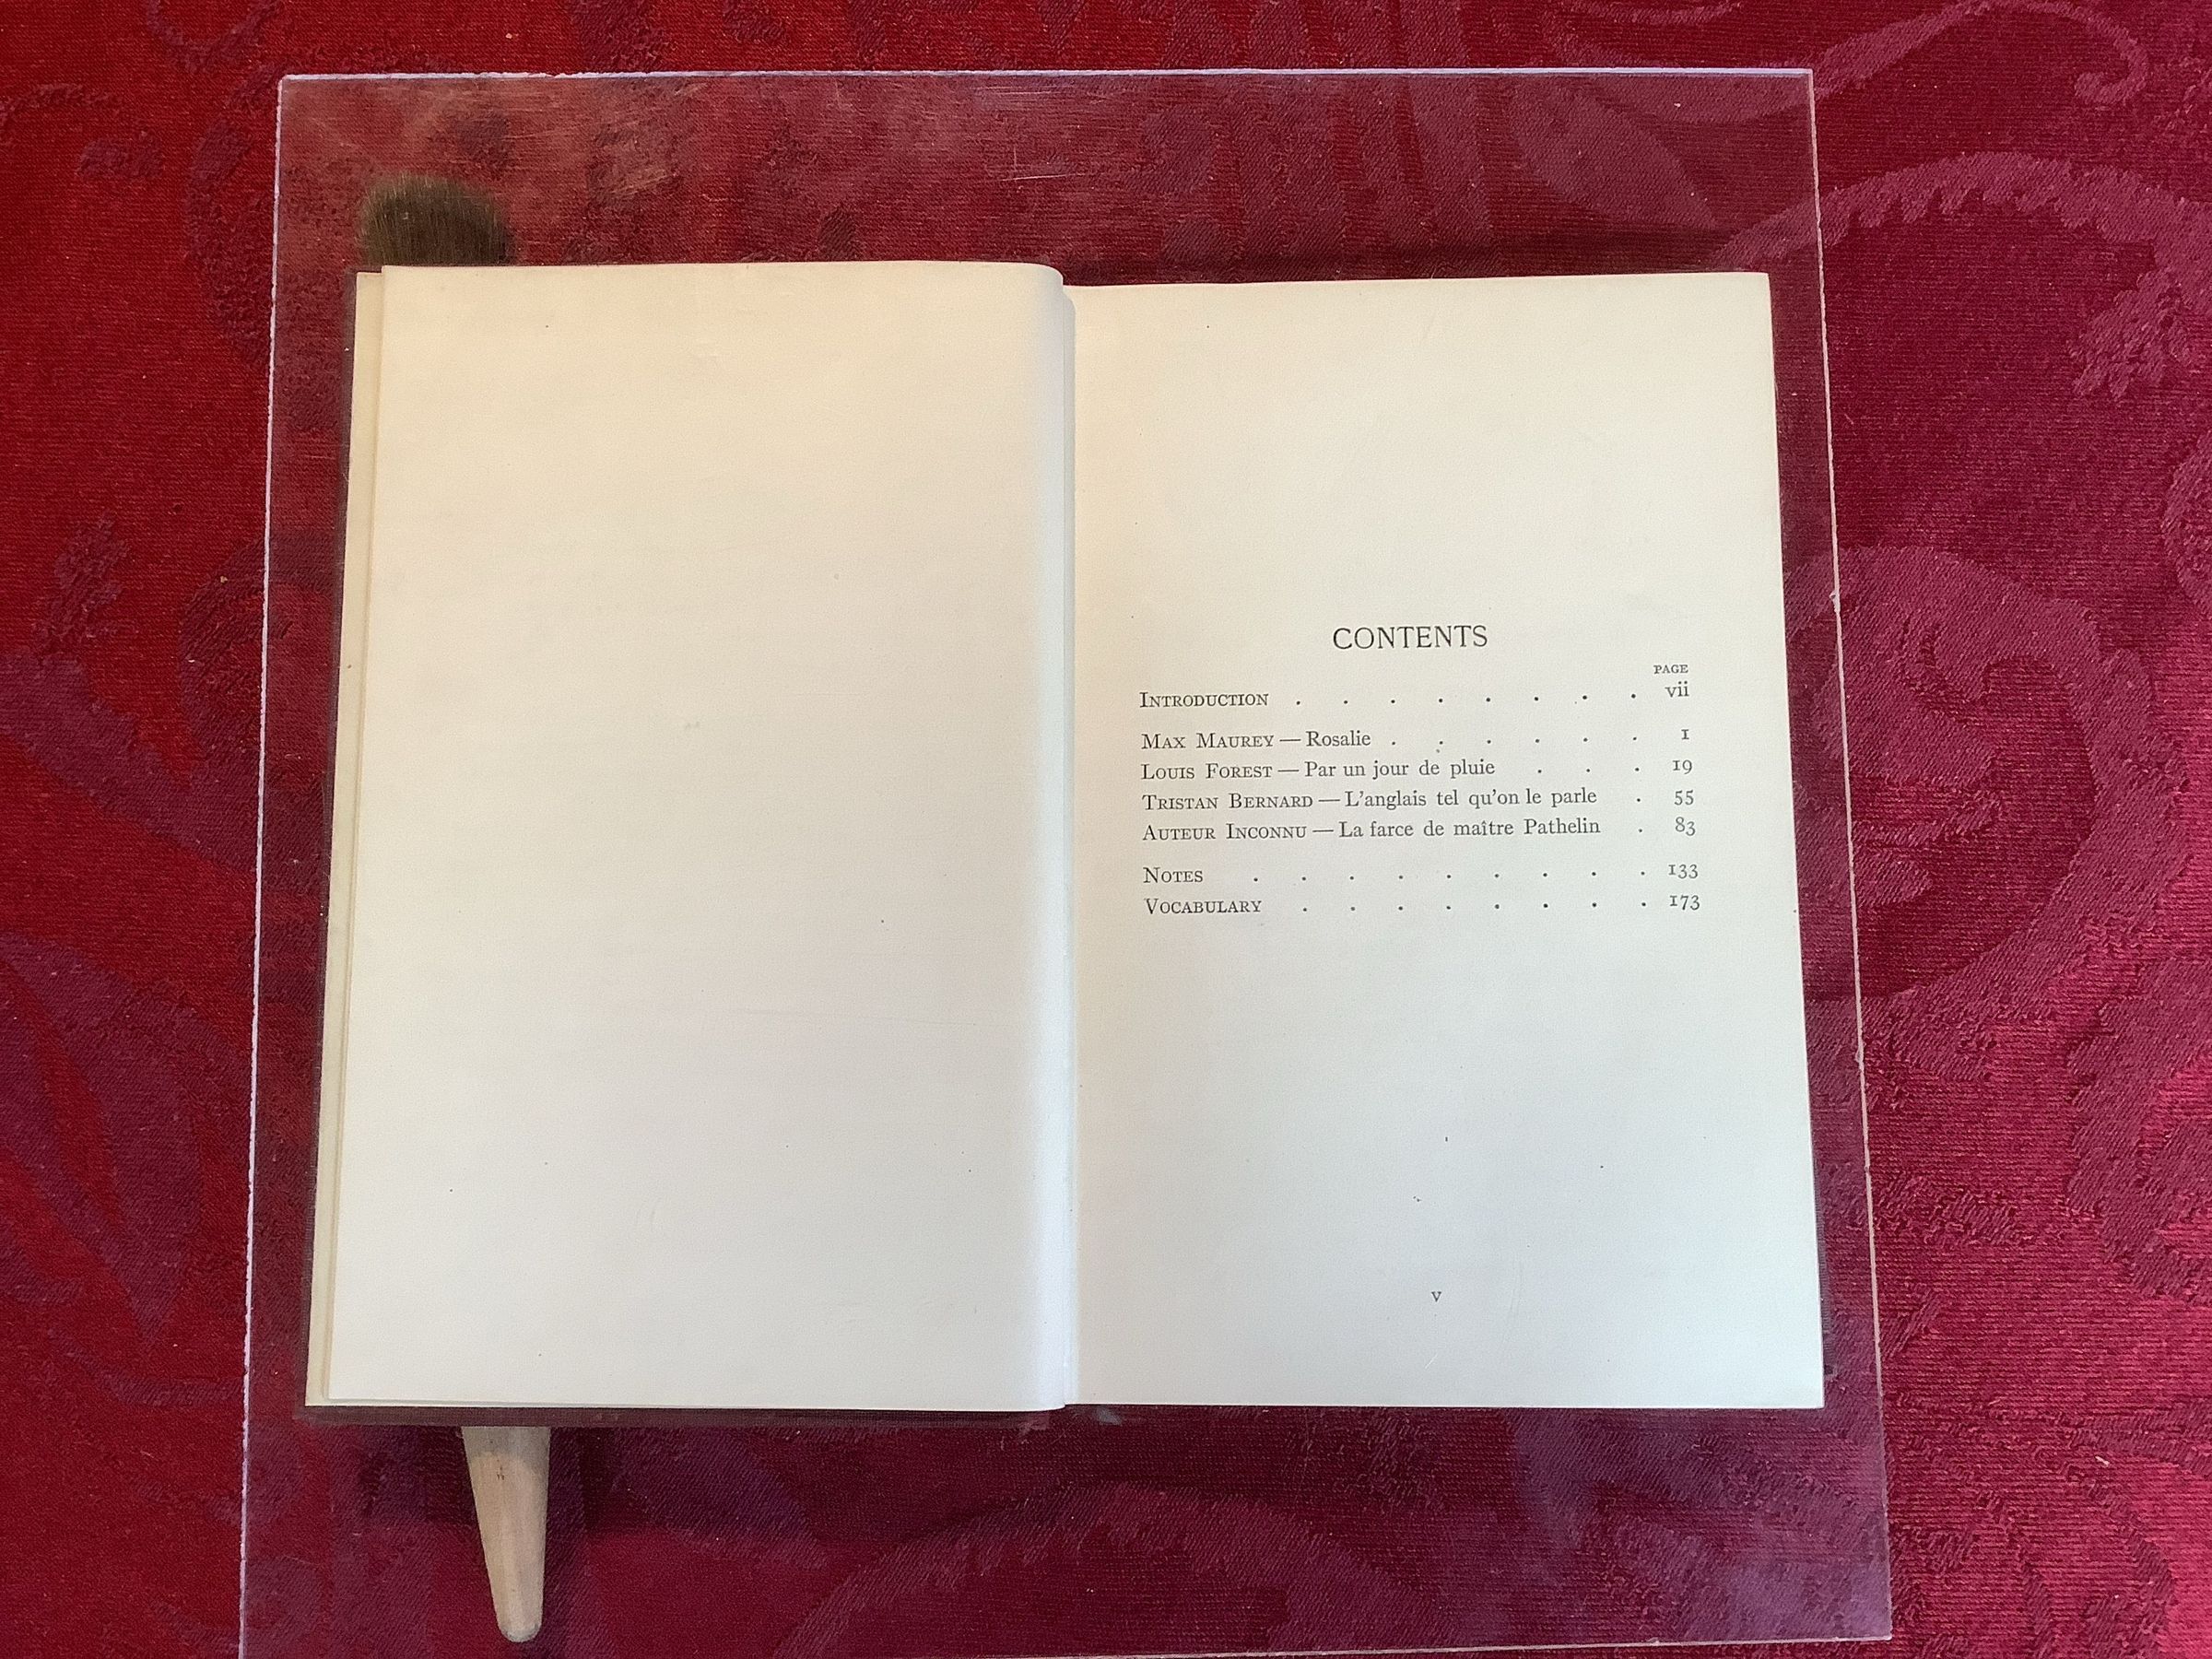 CONTENTS
PAGE
INTRODUCTION . . . . . . . . vii
MAX MAUREY — Rosalie . . . . . . 1
LOUIS FOREST — Par un jour de pluie . . . 19
TRISTAN BERNARD — L'anglais tel qu'on le parle . 55
AUTEUR INCONNU — La farce de maître Pathelin . 83
NOTES . . . . . . . . . 133
VOCABULARY . . . . . . . . 173
v